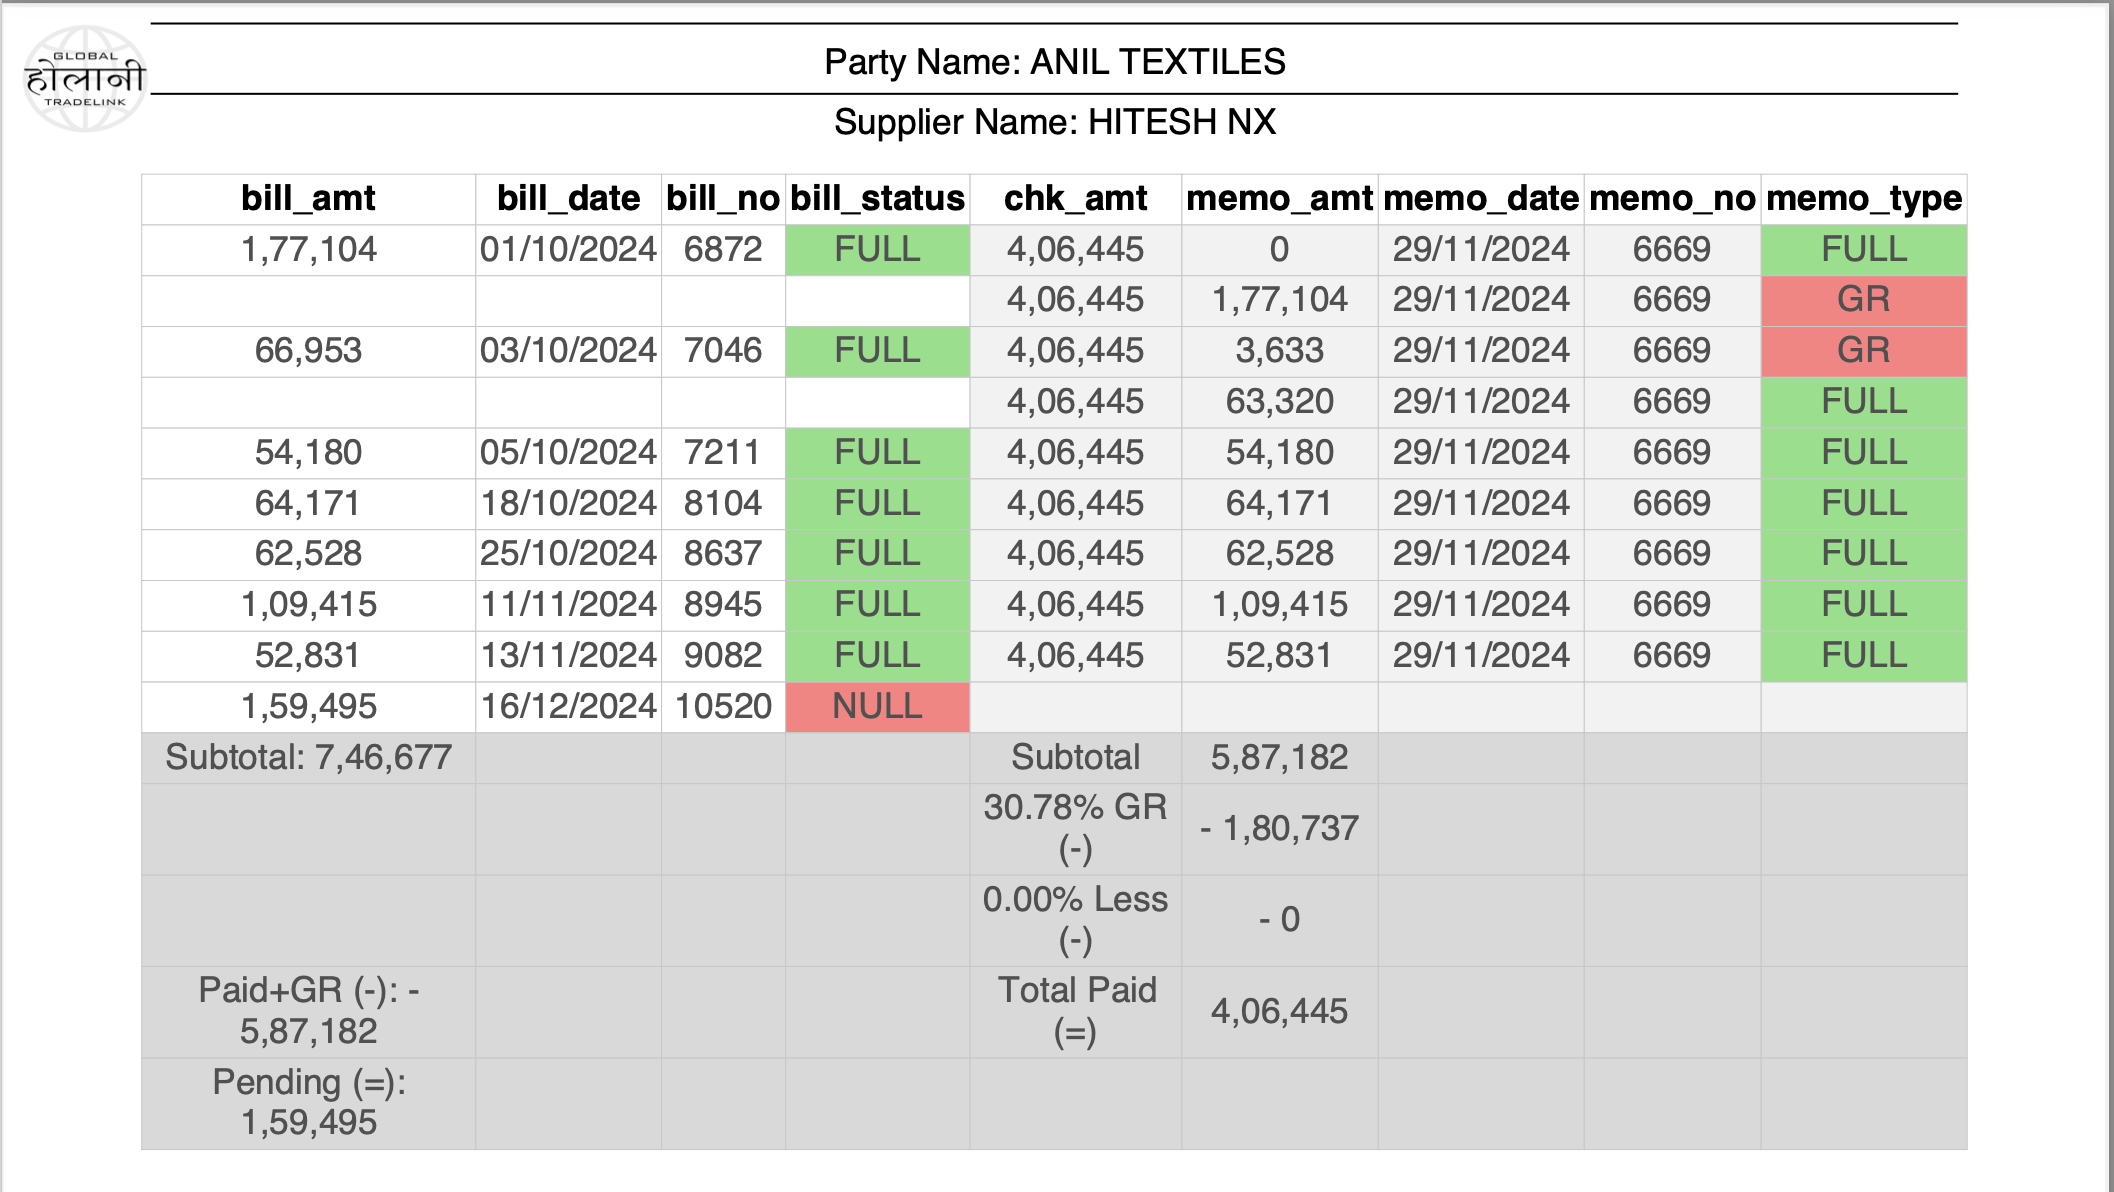 GLOBAL
होलानी
TRADELINK
Party Name: ANIL TEXTILES
Supplier Name: HITESH NX
bill_amt bill_date bill_no bill_status chk_amt memo_amt memo_date memo_no memo_type
1,77,104 01/10/2024 6872 FULL 4,06,445 0 29/11/2024 6669 FULL
4,06,445 1,77,104 29/11/2024 6669 GR
66,953 03/10/2024 7046 FULL 4,06,445 3,633 29/11/2024 6669 GR
4,06,445 63,320 29/11/2024 6669 FULL
54,180 05/10/2024 7211 FULL 4,06,445 54,180 29/11/2024 6669 FULL
64,171 18/10/2024 8104 FULL 4,06,445 64,171 29/11/2024 6669 FULL
62,528 25/10/2024 8637 FULL 4,06,445 62,528 29/11/2024 6669 FULL
1,09,415 11/11/2024 8945 FULL 4,06,445 1,09,415 29/11/2024 6669 FULL
52,831 13/11/2024 9082 FULL 4,06,445 52,831 29/11/2024 6669 FULL
1,59,495 16/12/2024 10520 NULL
Subtotal: 7,46,677 Subtotal 5,87,182
30.78% GR
(-)
- 1,80,737
0.00% Less
(-)
- 0
Paid+GR (-): -
5,87,182
Total Paid
(=)
4,06,445
Pending (=):
1,59,495